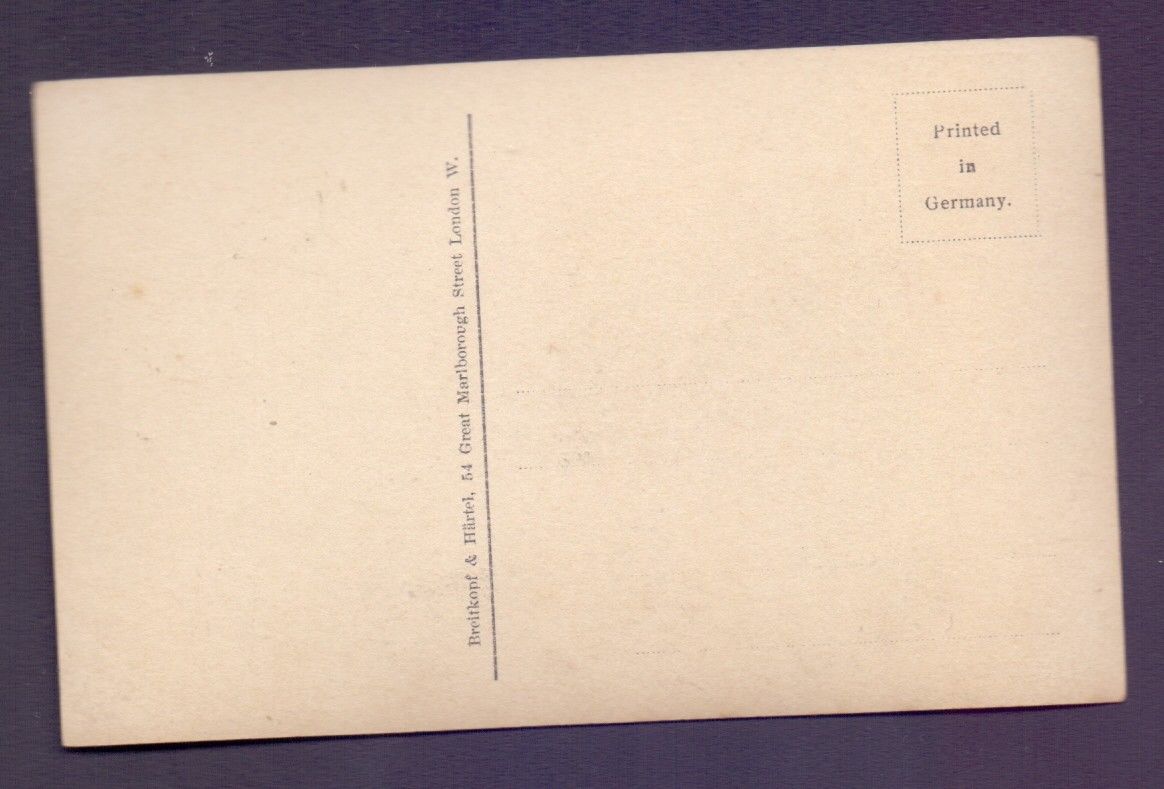 Breitkopf & Härtel, 54 Great Marlborough Street London W.
Printed
in
Germany.